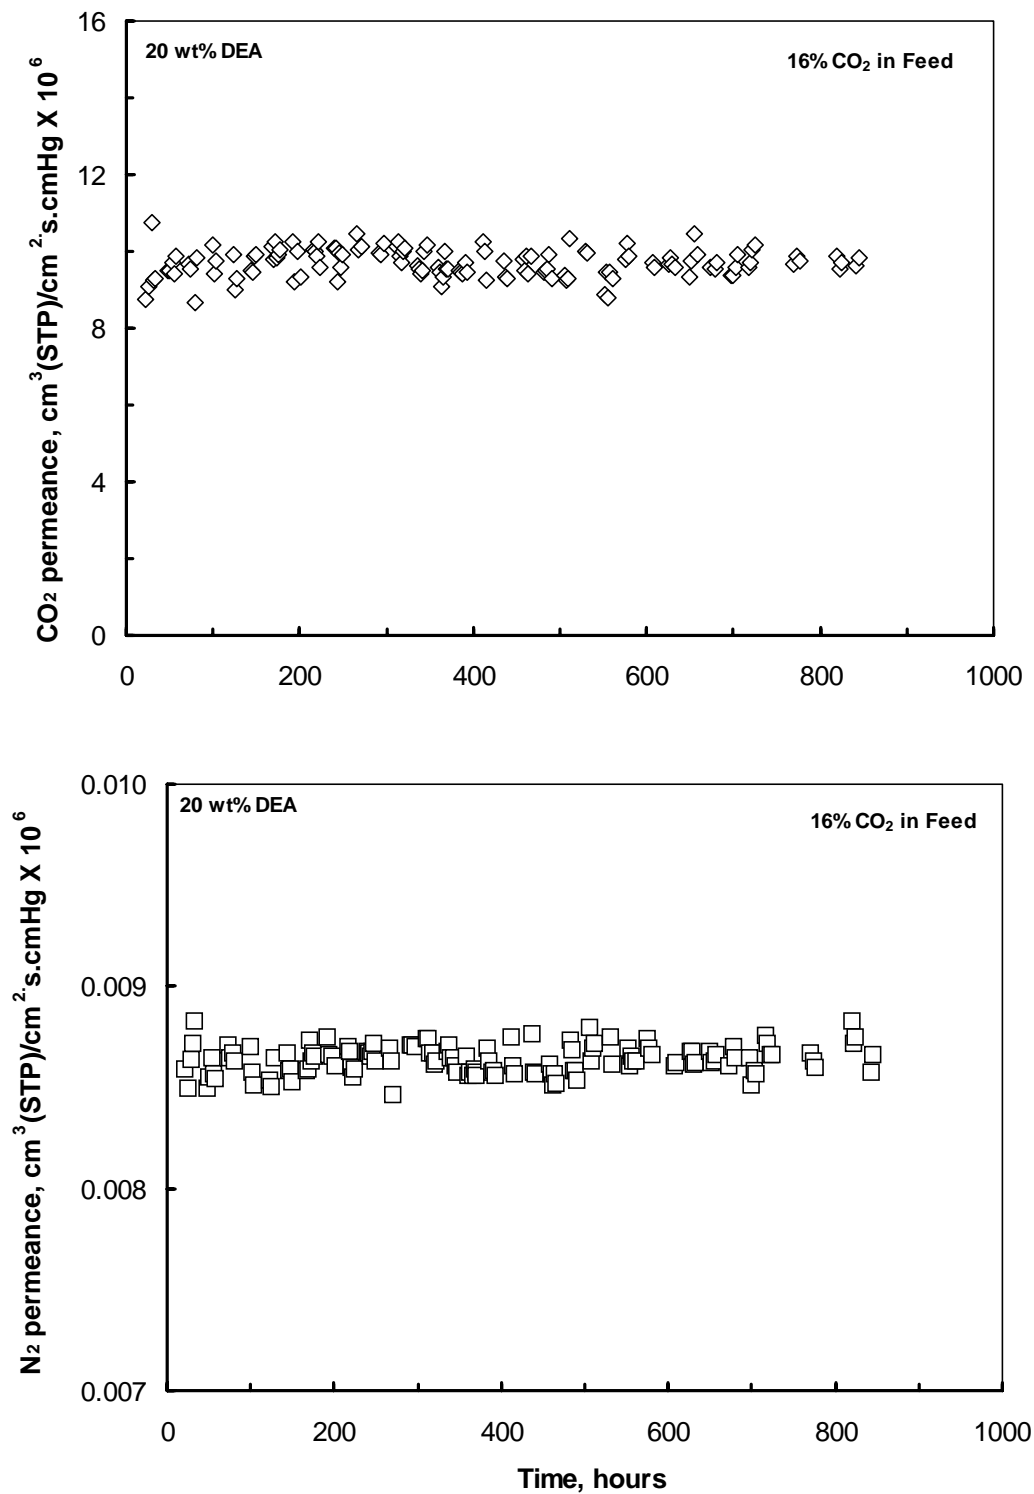 16
20 wt% DEA
16% CO₂ in Feed
12
8
4
0
CO₂ permeance, cm³(STP)/cm²·s.cmHg X 10⁶
0 200 400 600 800 1000
0.010
20 wt% DEA
16% CO₂ in Feed
0.009
0.008
0.007
N₂ permeance, cm³(STP)/cm²·s.cmHg X 10⁶
0 200 400 600 800 1000
Time, hours